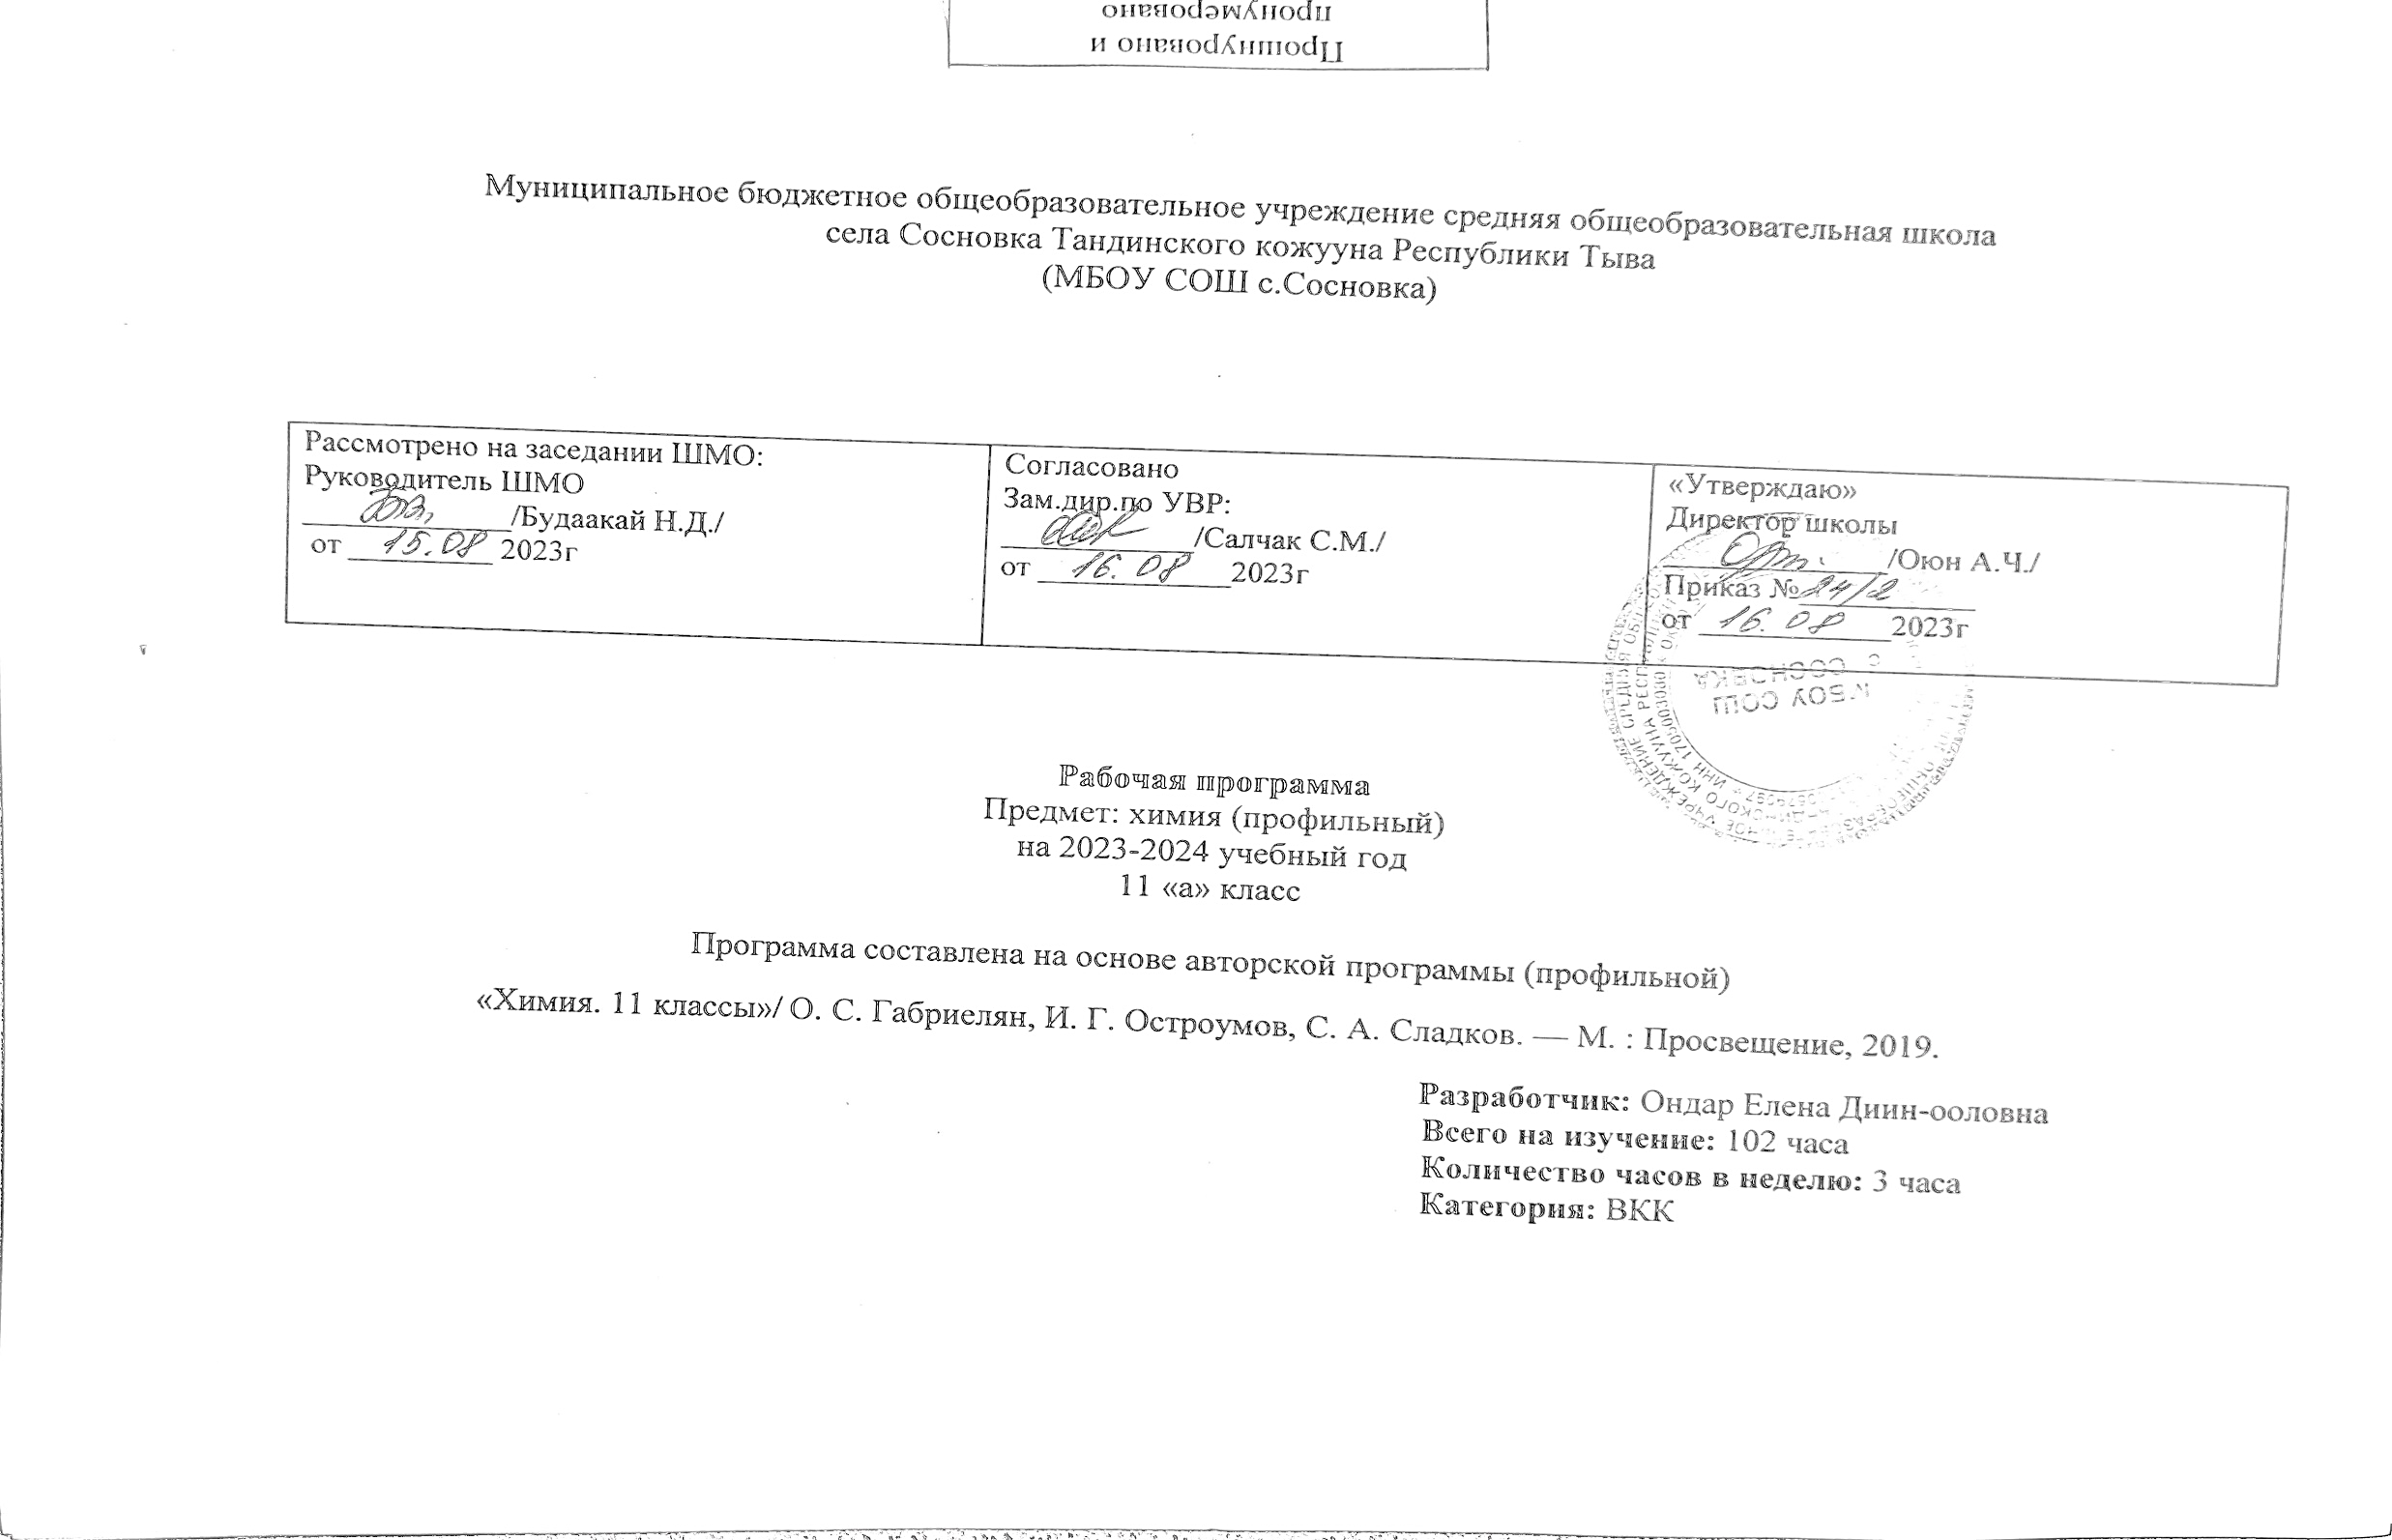 Прошнуровано и
пронумеровано
Муниципальное бюджетное общеобразовательное учреждение средняя общеобразовательная школа
села Сосновка Тандинского кожууна Республики Тыва
(МБОУ СОШ с.Сосновка)
Рассмотрено на заседании ШМО:
Руководитель ШМО
/Будаакай Н.Д./
от 15.08 2023г
Согласовано
Зам.дир.по УВР:
/Салчак С.М./
от 16.08 2023г
«Утверждаю»
Директор школы
/Оюн А.Ч./
Приказ № 24/2
от 16.08 2023г
СОШ
СОСНОВКА
Рабочая программа
Предмет: химия (профильный)
на 2023-2024 учебный год
11 «а» класс
Программа составлена на основе авторской программы (профильной)
«Химия. 11 классы»/ О. С. Габриелян, И. Г. Остроумов, С. А. Сладков. — М. : Просвещение, 2019.
Разработчик: Ондар Елена Диин-ооловна
Всего на изучение: 102 часа
Количество часов в неделю: 3 часа
Категория: ВКК